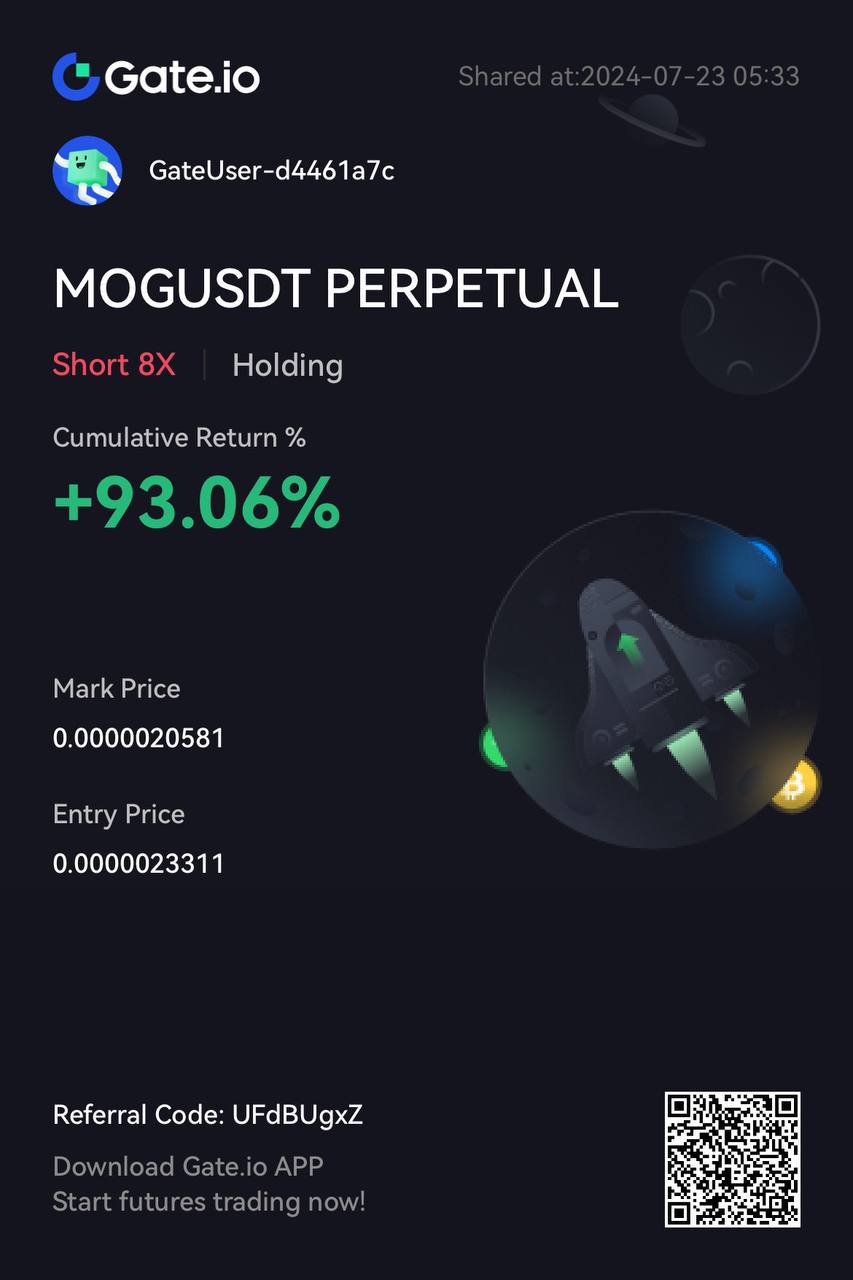 Gate.io
Shared at:2024-07-23 05:33
GateUser-d4461a7c
MOGUSDT PERPETUAL
Short 8X | Holding
Cumulative Return %
+93.06%
Mark Price
0.0000020581
Entry Price
0.0000023311
Referral Code: UFdBUgxZ
Download Gate.io APP
Start futures trading now!